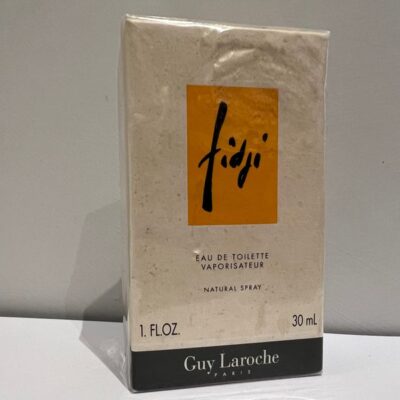 fidji
EAU DE TOILETTE
VAPORISATEUR
NATURAL SPRAY
1. FL.OZ. 30 mL
Guy Laroche
PARIS